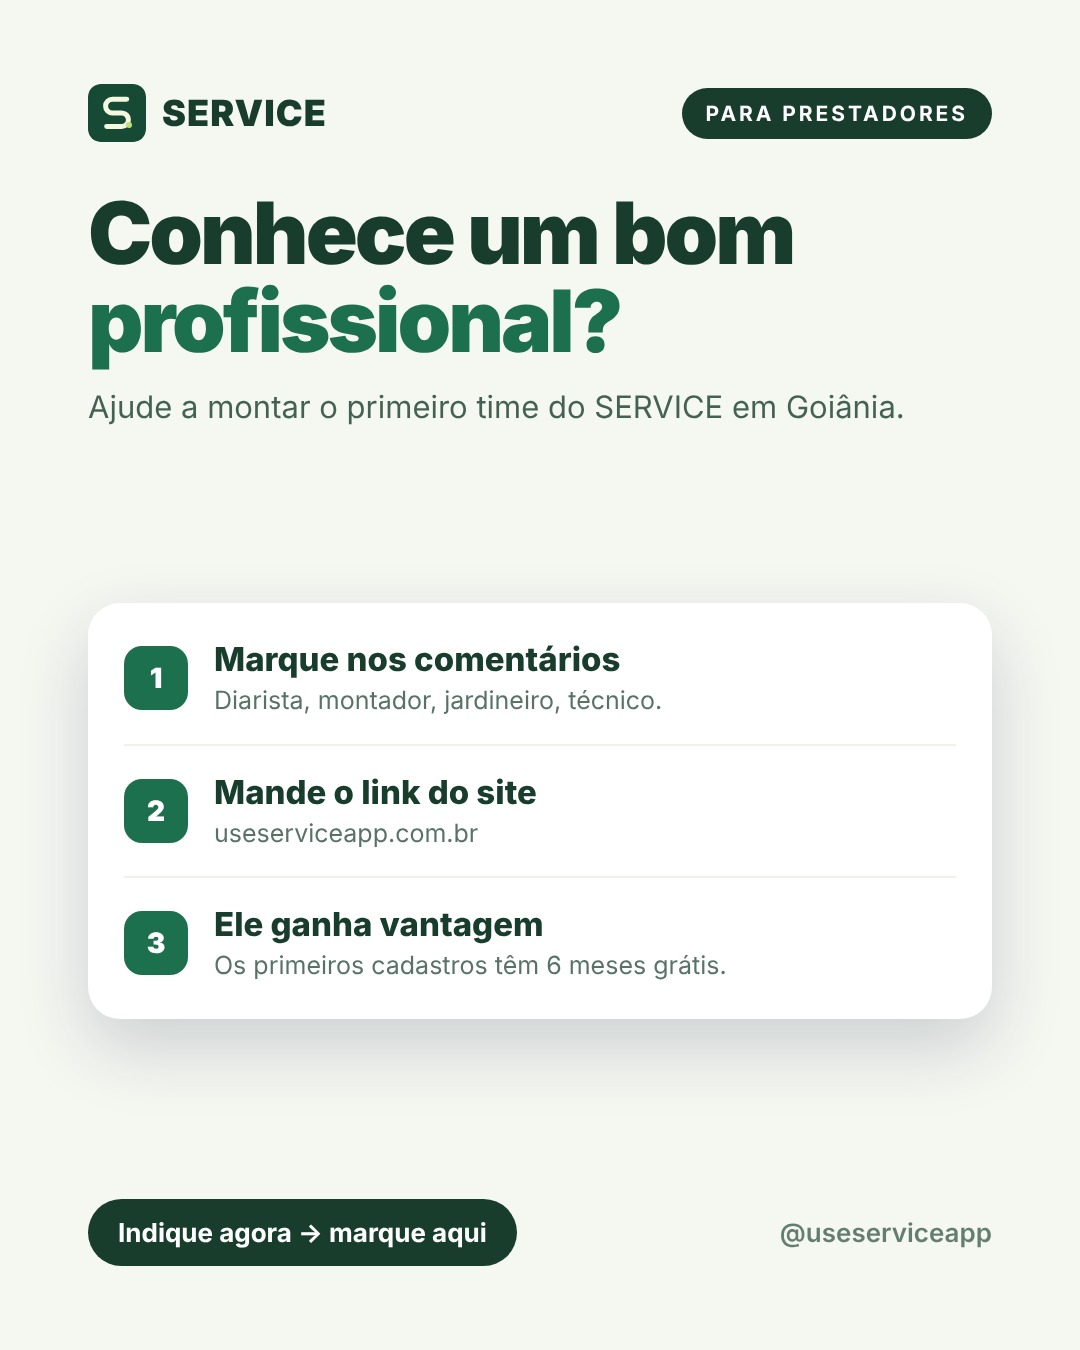 SERVICE
PARA PRESTADORES
Conhece um bom
profissional?
Ajude a montar o primeiro time do SERVICE em Goiânia.
1
Marque nos comentários
Diarista, montador, jardineiro, técnico.
2
Mande o link do site
useserviceapp.com.br
3
Ele ganha vantagem
Os primeiros cadastros têm 6 meses grátis.
Indique agora → marque aqui
@useserviceapp